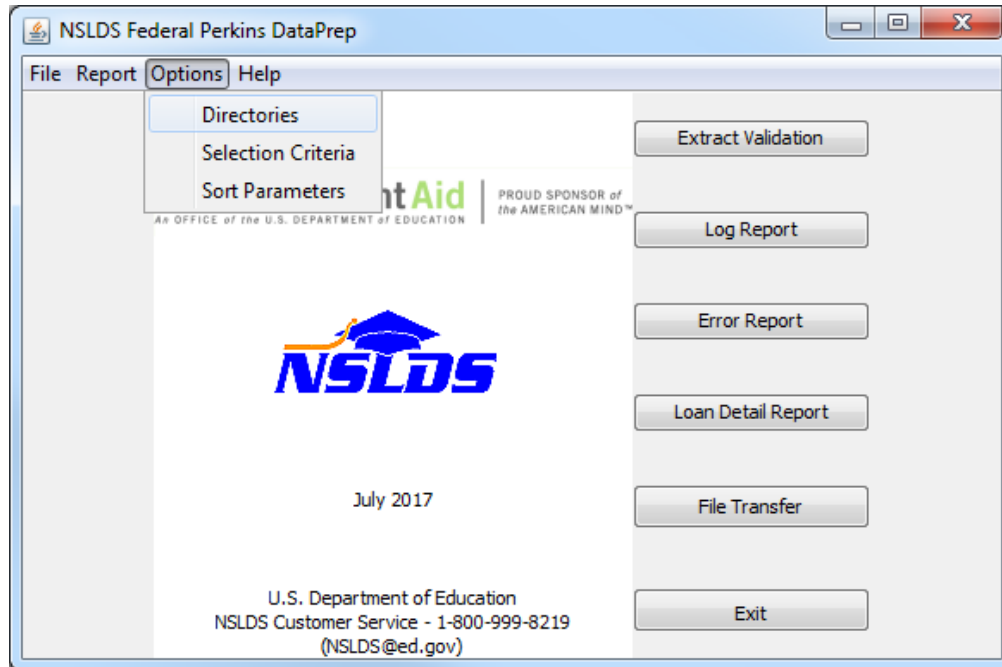 NSLDS Federal Perkins DataPrep
File Report Options Help
Directories
Selection Criteria
Sort Parameters
nt Aid
PROUD SPONSOR of
the AMERICAN MIND™
An OFFICE of the U.S. DEPARTMENT of EDUCATION
Extract Validation
Log Report
Error Report
Loan Detail Report
File Transfer
Exit
NSLDS
July 2017
U.S. Department of Education
NSLDS Customer Service - 1-800-999-8219
(NSLDS@ed.gov)